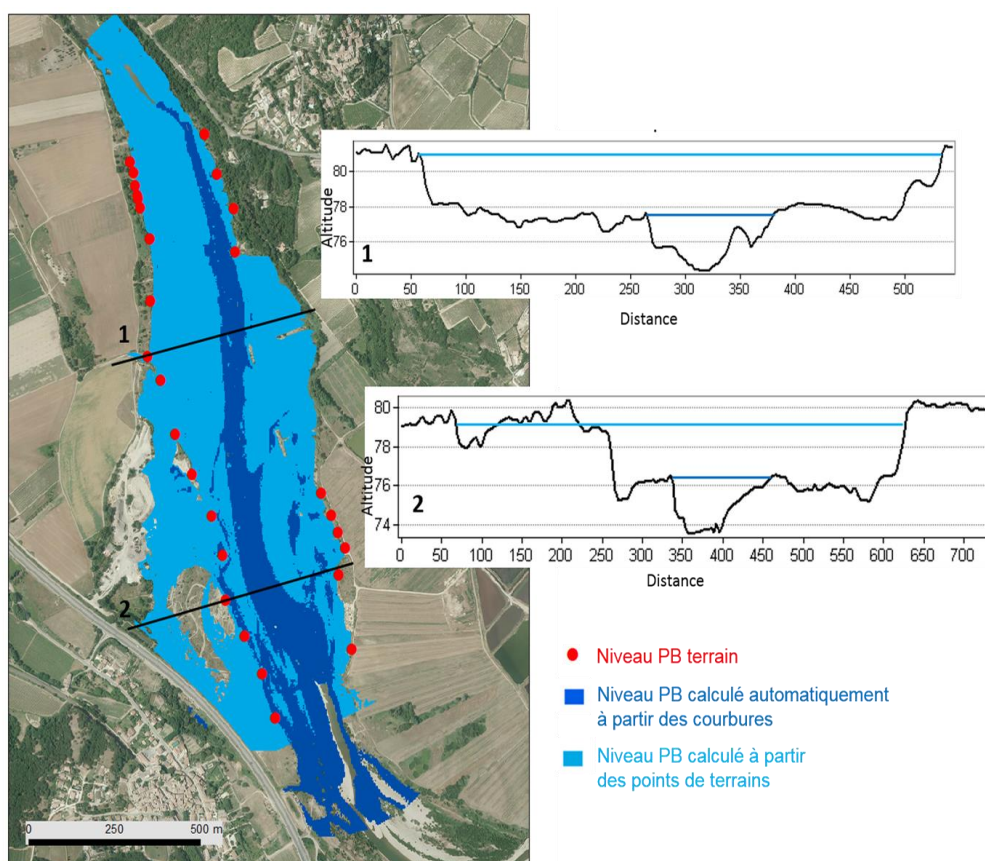 1
2
0 250 500 m
Altitude
80
78
76
1
0 50 100 150 200 250 300 350 400 450 500
Distance
Altitude
80
78
76
74
2
0 50 100 150 200 250 300 350 400 450 500 550 600 650 700
Distance
Niveau PB terrain
Niveau PB calculé automatiquement
à partir des courbures
Niveau PB calculé à partir
des points de terrains